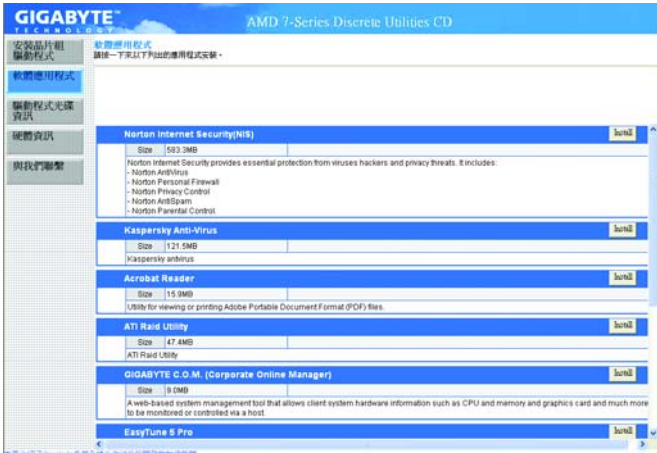 GIGABYTE™
TECHNOLOGY
AMD 7-Series Discrete Utilities CD
安裝晶片組
驅動程式
軟體應用程式
驅動程式光碟
資訊
硬體資訊
與我們聯繫
軟體應用程式
請按一下來以下列出的應用程式安裝。
Norton Internet Security(NIS)
Install
Size 583.3MB
Norton Internet Security provides essential protection from viruses hackers and privacy threats. It includes:
- Norton AntiVirus
- Norton Personal Firewall
- Norton Privacy Control
- Norton AntiSpam
- Norton Parental Control.
Kaspersky Anti-Virus
Install
Size 121.5MB
Kaspersky antivirus
Acrobat Reader
Install
Size 15.9MB
Utility for viewing or printing Adobe Portable Document Format (PDF) files.
ATI Raid Utility
Install
Size 47.4MB
ATI Raid Utility
GIGABYTE C.O.M. (Corporate Online Manager)
Install
Size 9.0MB
A web-based system management tool that allows client system hardware information such as CPU and memory and graphics card and much more
to be monitored or controlled via a host
EasyTune 5 Pro
Install